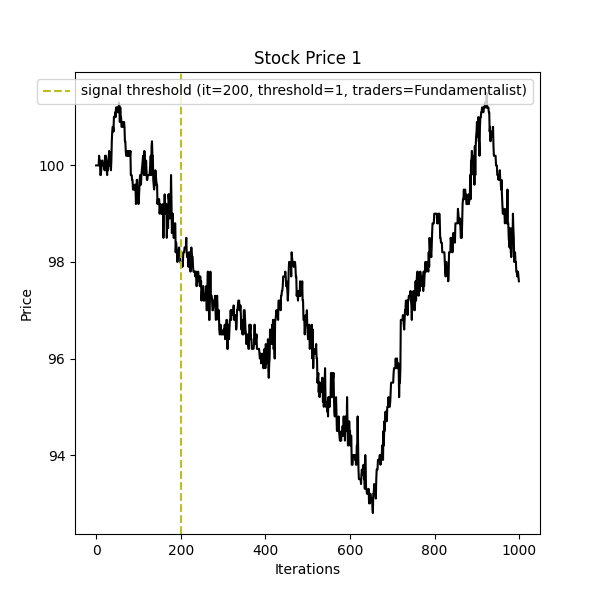 Stock Price 1
signal threshold (it=200, threshold=1, traders=Fundamentalist)
100
98
96
94
Price
0 200 400 600 800 1000
Iterations